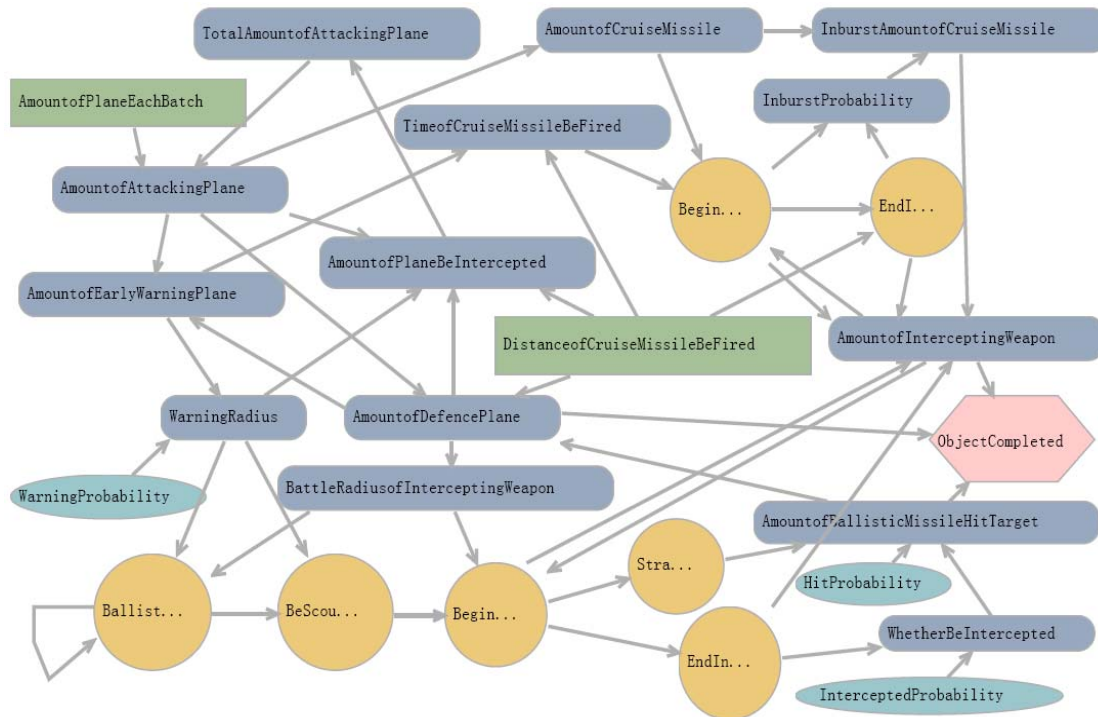 TotalAmountofAttackingPlane
AmountofCruiseMissile
InburstAmountofCruiseMissile
AmountofPlaneEachBatch
InburstProbability
TimeofCruiseMissileBeFired
AmountofAttackingPlane
Begin...
EndI...
AmountofPlaneBeIntercepted
AmountofEarlyWarningPlane
DistanceofCruiseMissileBeFired
AmountofInterceptingWeapon
WarningRadius
AmountofDefencePlane
ObjectCompleted
WarningProbability
BattleRadiusofInterceptingWeapon
AmountofBallisticMissileHitTarget
Stra...
HitProbability
Ballist...
BeScou...
Begin...
WhetherBeIntercepted
EndIn...
InterceptedProbability